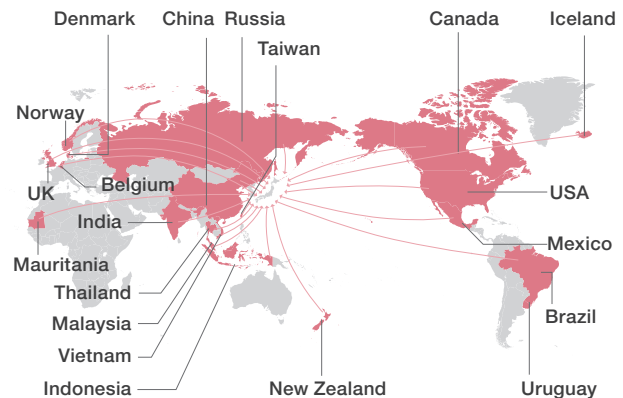 Denmark
China
Russia
Canada
Iceland
Taiwan
Norway
UK
Belgium
USA
India
Mexico
Mauritania
Thailand
Brazil
Malaysia
Vietnam
Indonesia
New Zealand
Uruguay